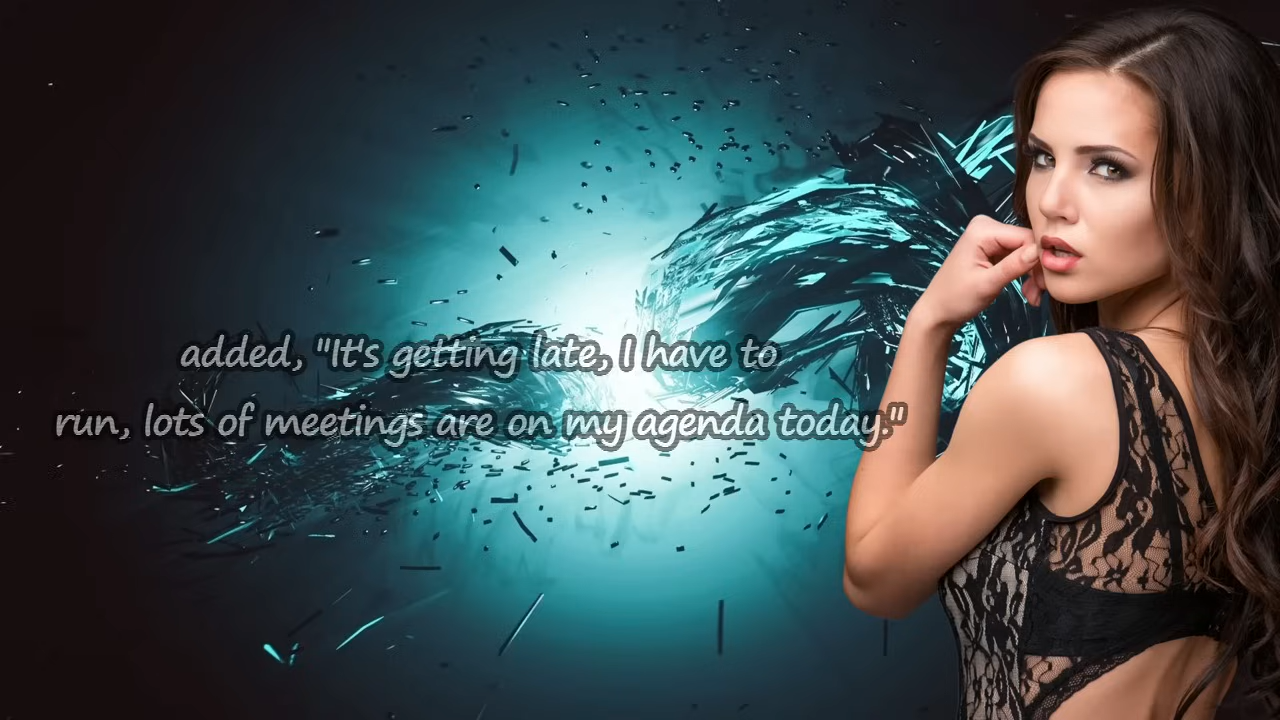 added, "It's getting late, I have to
run, lots of meetings are on my agenda today."